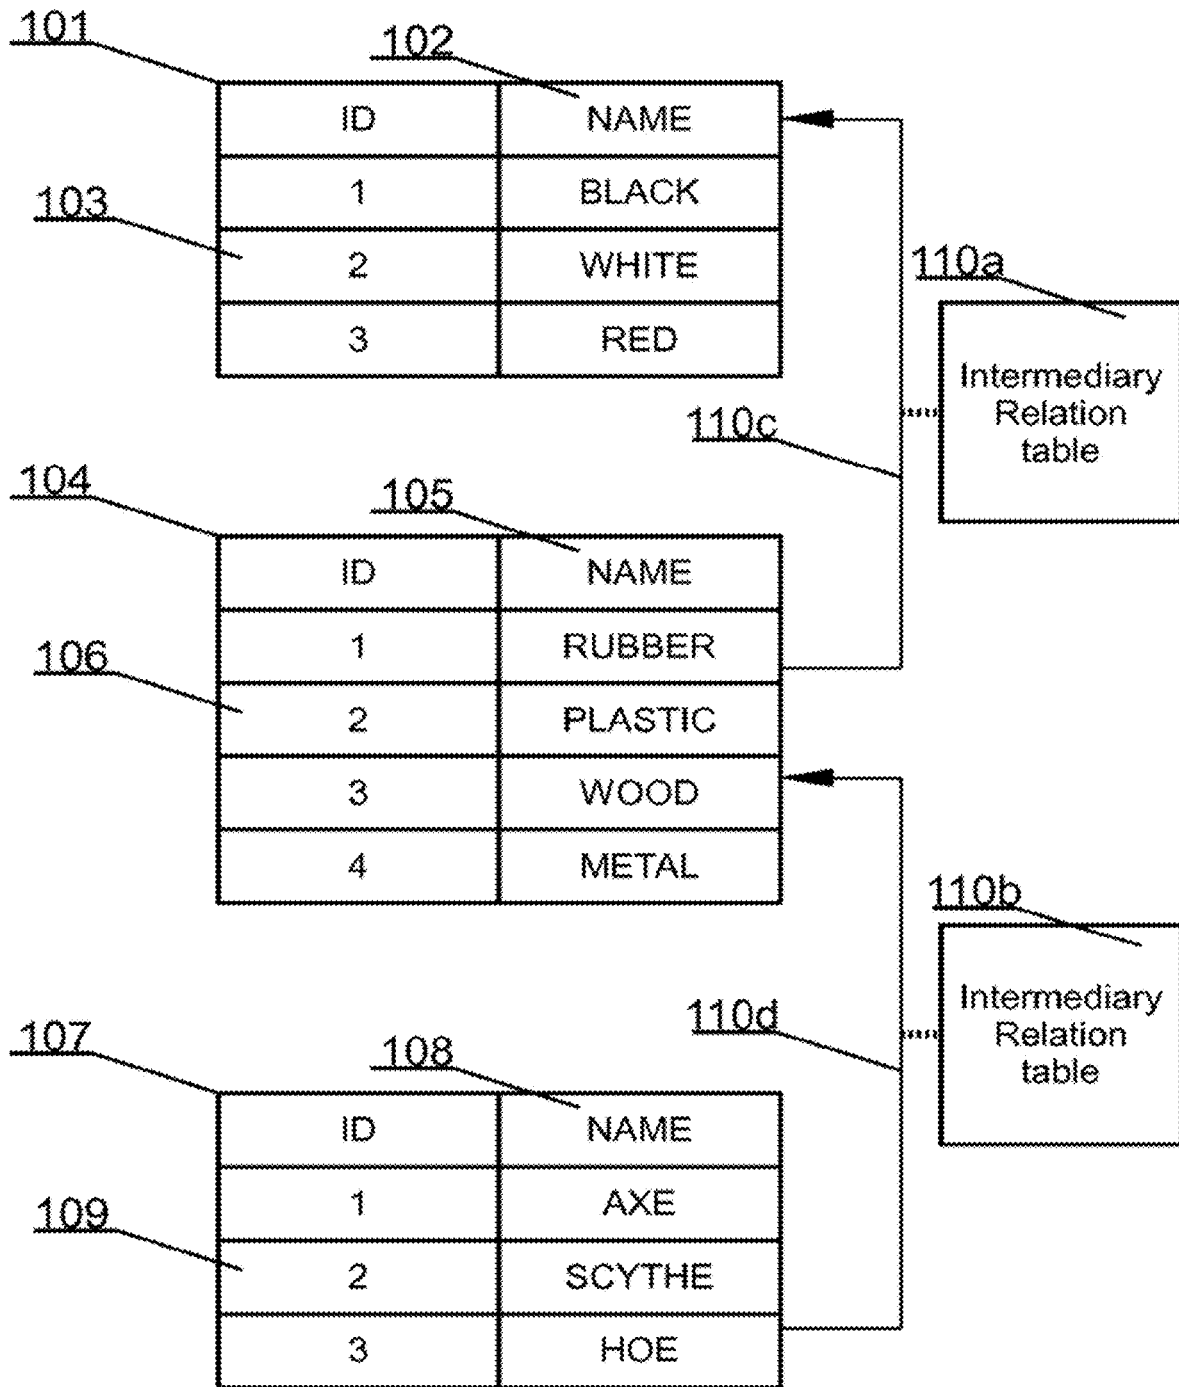 101
102
ID NAME
1 BLACK
103
2 WHITE
110a
3 RED
Intermediary
Relation
table
110c
104
105
ID NAME
1 RUBBER
106
2 PLASTIC
3 WOOD
4 METAL
110b
Intermediary
Relation
table
110d
107
108
ID NAME
1 AXE
109
2 SCYTHE
3 HOE